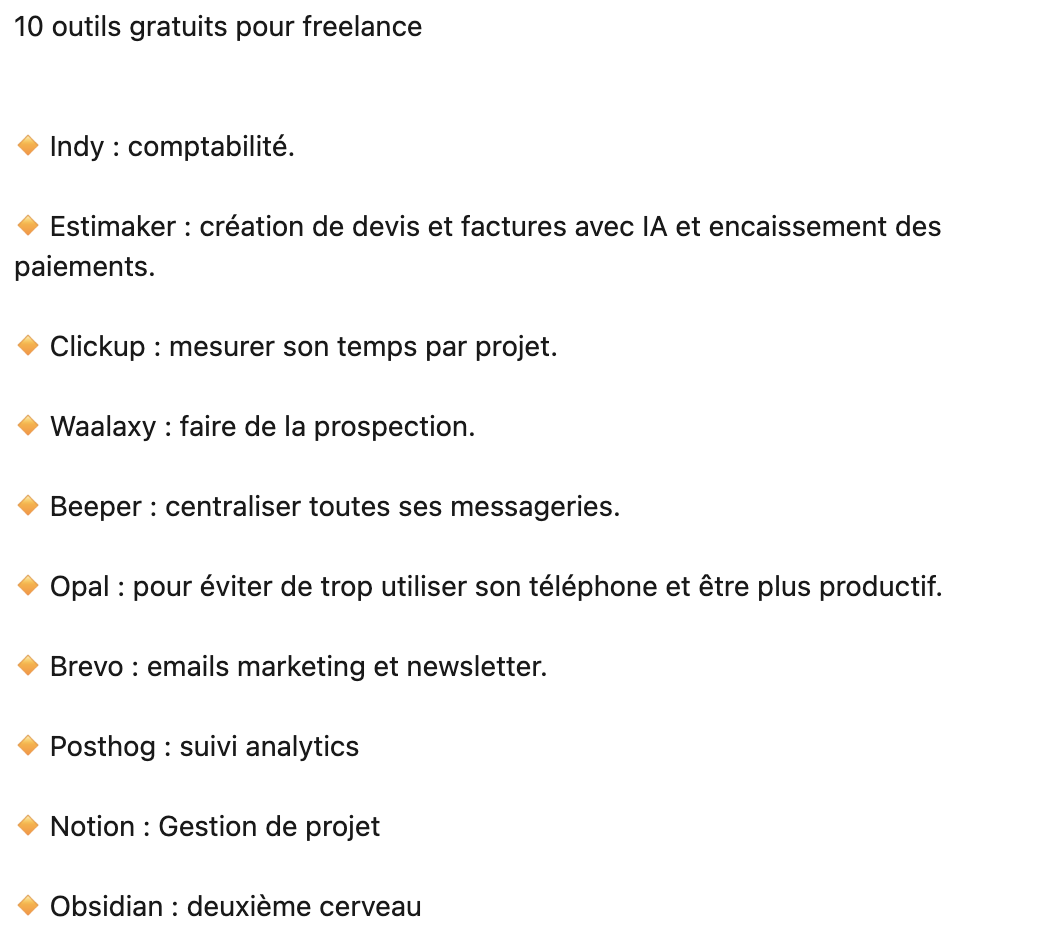 10 outils gratuits pour freelance
🔸 Indy : comptabilité.
🔸 Estimaker : création de devis et factures avec IA et encaissement des
paiements.
🔸 Clickup : mesurer son temps par projet.
🔸 Waalaxy : faire de la prospection.
🔸 Beeper : centraliser toutes ses messageries.
🔸 Opal : pour éviter de trop utiliser son téléphone et être plus productif.
🔸 Brevo : emails marketing et newsletter.
🔸 Posthog : suivi analytics
🔸 Notion : Gestion de projet
🔸 Obsidian : deuxième cerveau